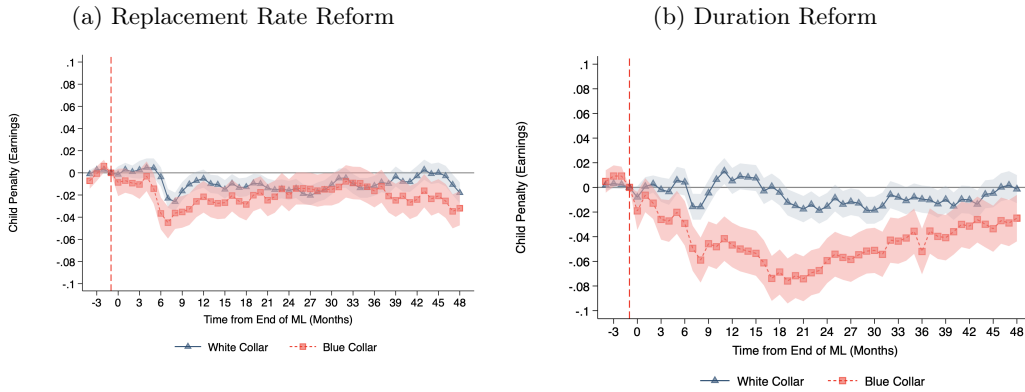 (a) Replacement Rate Reform
Child Penalty (Earnings)
.1
.08
.06
.04
.02
0
-.02
-.04
-.06
-.08
-.1
-3 0 3 6 9 12 15 18 21 24 27 30 33 36 39 42 45 48
Time from End of ML (Months)
White Collar Blue Collar
(b) Duration Reform
Child Penalty (Earnings)
.1
.08
.06
.04
.02
0
-.02
-.04
-.06
-.08
-.1
-3 0 3 6 9 12 15 18 21 24 27 30 33 36 39 42 45 48
Time from End of ML (Months)
White Collar Blue Collar